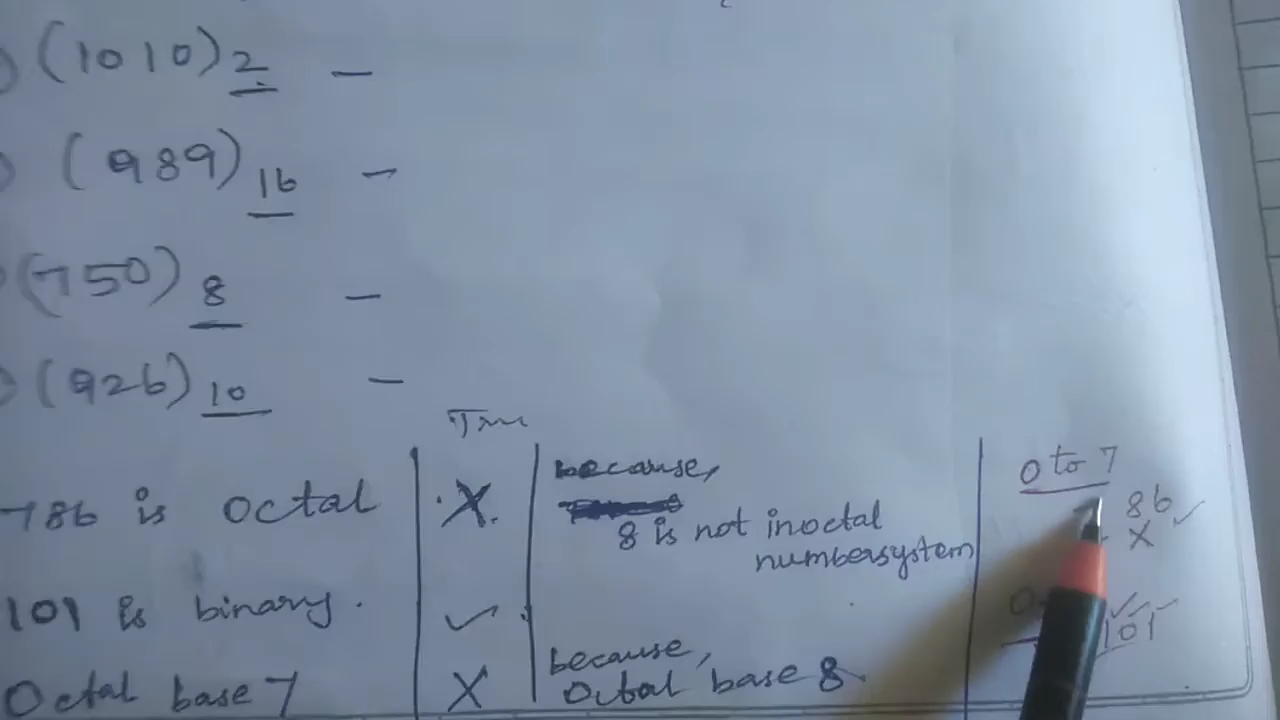 (1010)2 -
(989)16 -
(750)8 -
(926)10 -
786 is octal X because, 0 to 7
8 is not in octal 86
numbersystem X
101 is binary. ✓ 101
Octal base 7 X because,
Octal base 8